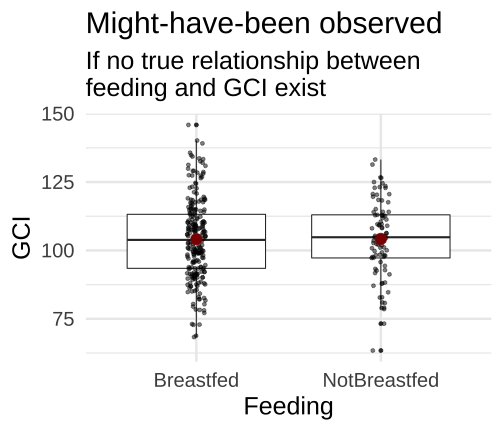 Might-have-been observed
If no true relationship between
feeding and GCI exist
150
125
100
75
GCI
Breastfed
NotBreastfed
Feeding